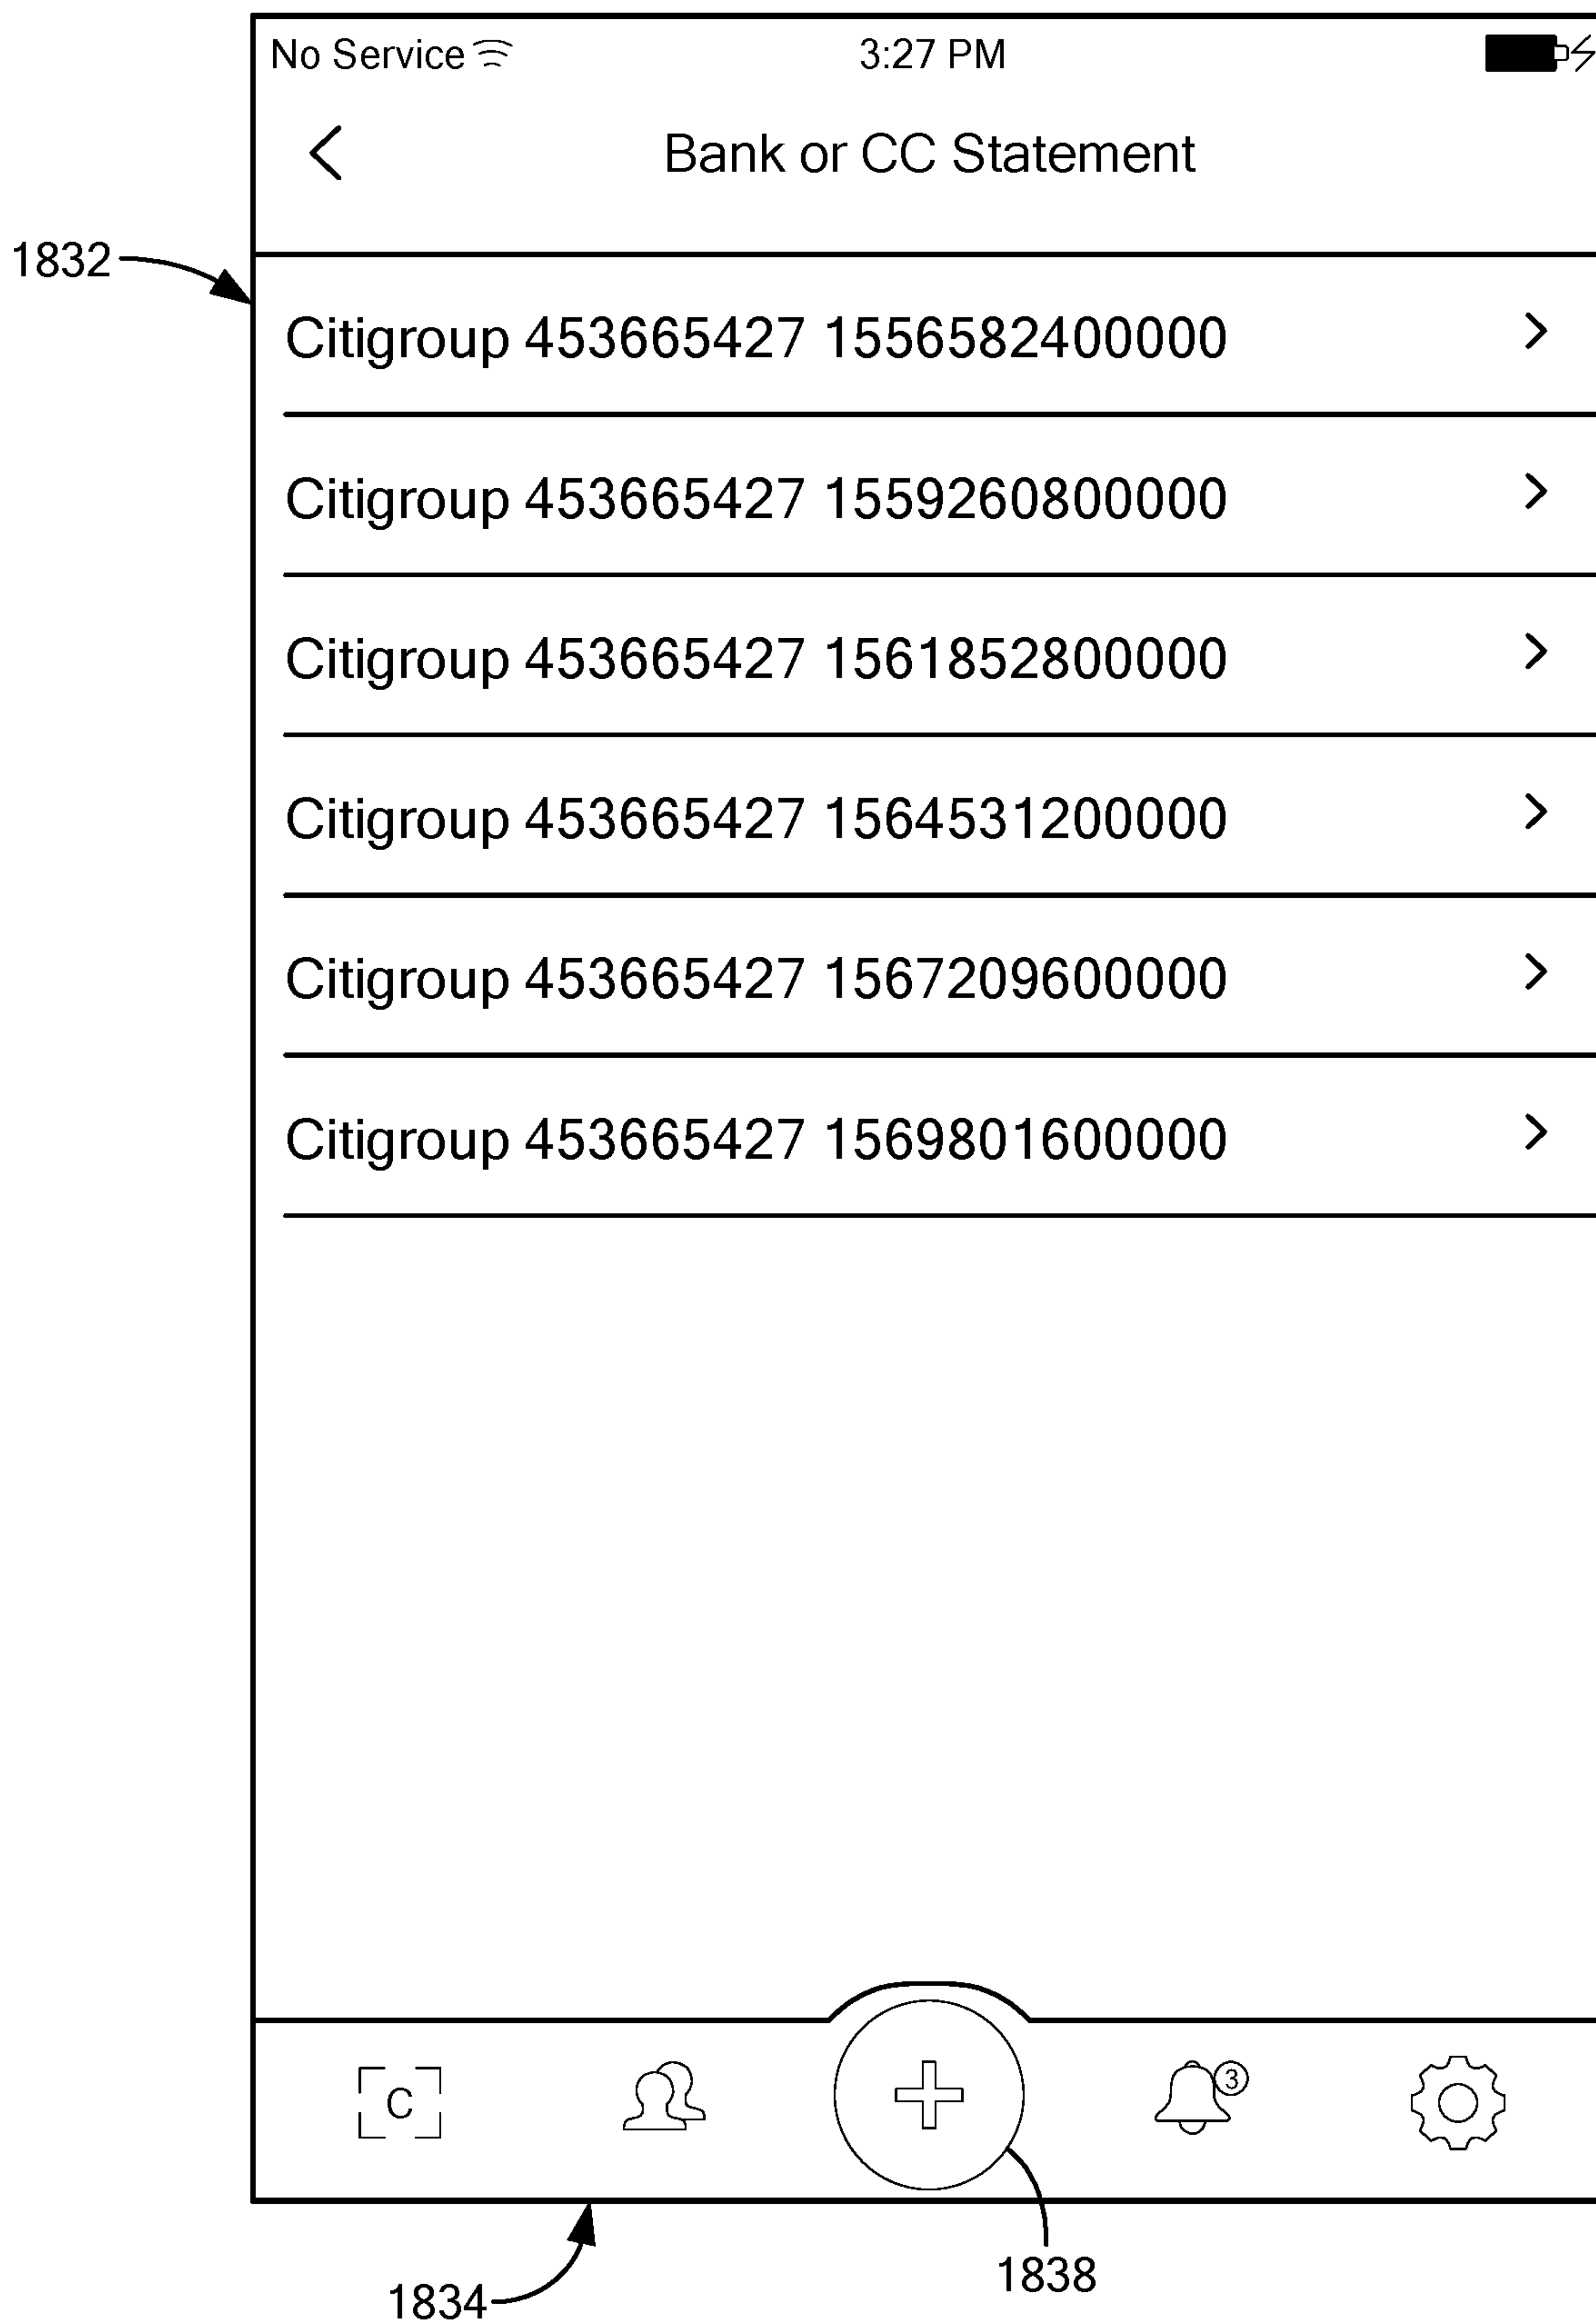 No Service 3:27 PM
Bank or CC Statement
1832
Citigroup 453665427 1556582400000
Citigroup 453665427 1559260800000
Citigroup 453665427 1561852800000
Citigroup 453665427 1564531200000
Citigroup 453665427 1567209600000
Citigroup 453665427 1569801600000
C
3
1838
1834